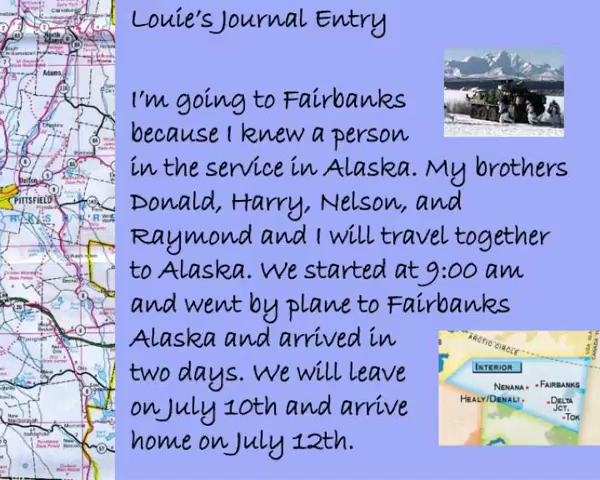 Louie's Journal Entry
I'm going to Fairbanks
because I knew a person
in the service in Alaska. My brothers
Donald, Harry, Nelson, and
Raymond and I will travel together
to Alaska. We started at 9:00 am
and went by plane to Fairbanks
Alaska and arrived in
two days. We will leave
on July 10th and arrive
home on July 12th.
ARCTIC CIRCLE
INTERIOR
NENANA
FAIRBANKS
HEALY/DENALI
DELTA
JCT.
TOK
Adams
PITTSFIELD